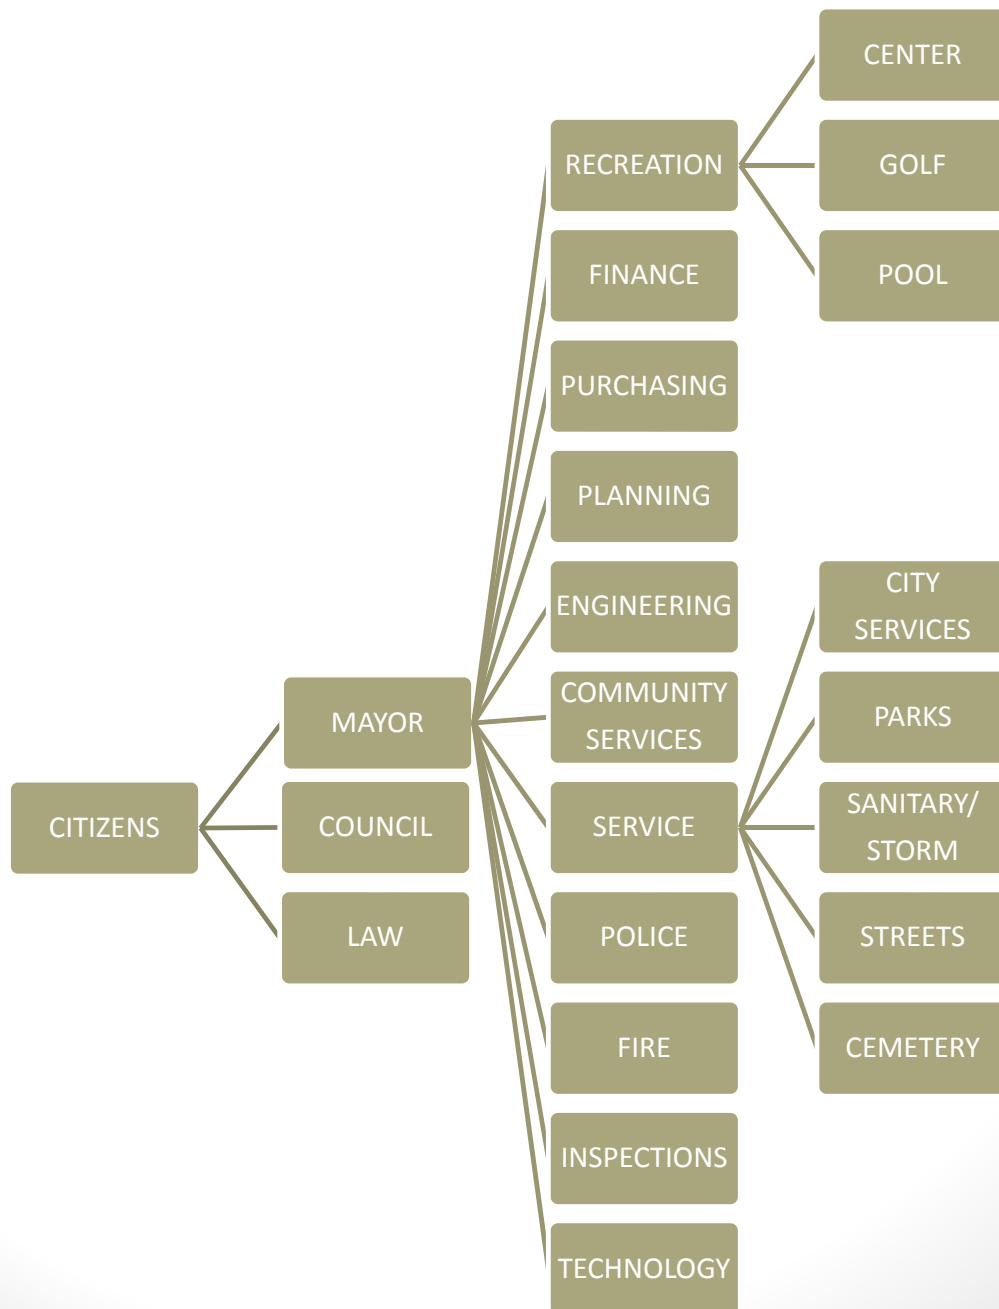 CITIZENS
MAYOR
COUNCIL
LAW
RECREATION
FINANCE
PURCHASING
PLANNING
ENGINEERING
COMMUNITY
SERVICES
SERVICE
POLICE
FIRE
INSPECTIONS
TECHNOLOGY
CENTER
GOLF
POOL
CITY
SERVICES
PARKS
SANITARY/
STORM
STREETS
CEMETERY